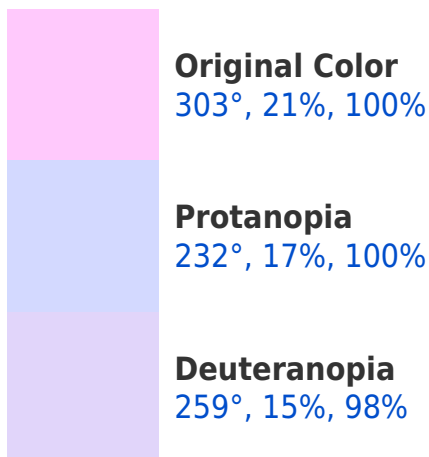 Original Color
303°, 21%, 100%
Protanopia
232°, 17%, 100%
Deuteranopia
259°, 15%, 98%